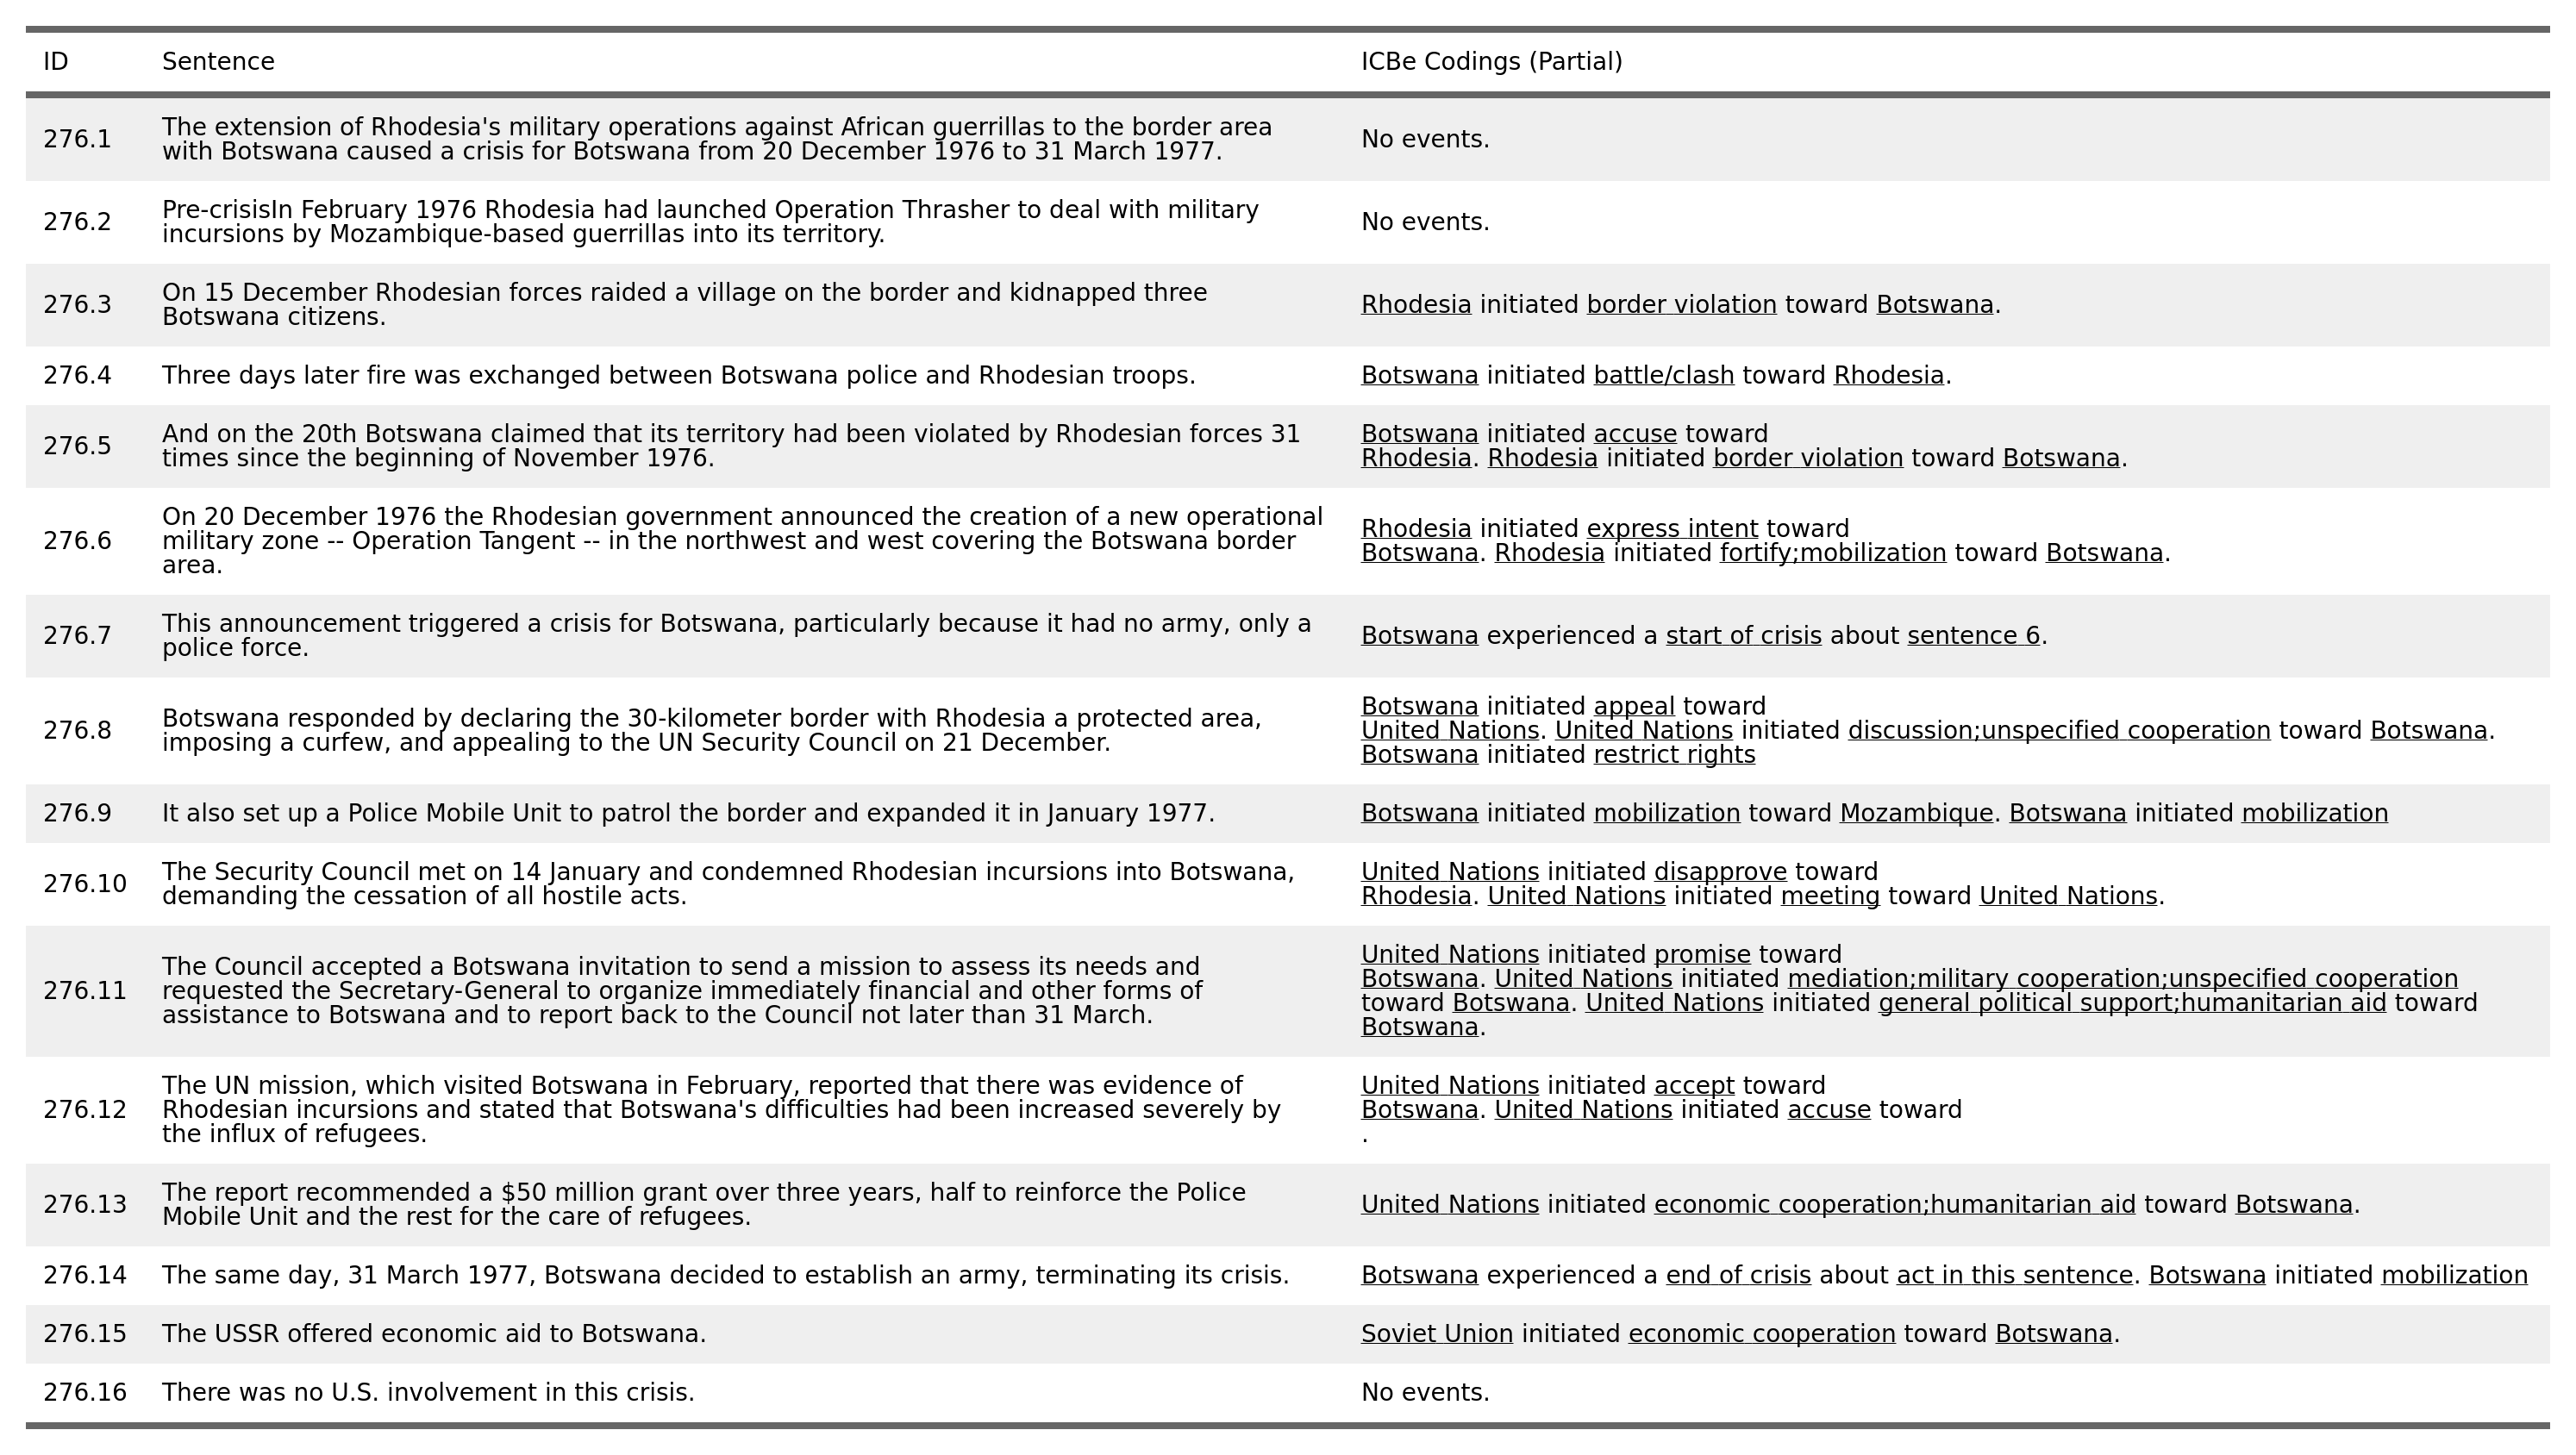 ID Sentence ICBe Codings (Partial)
276.1 The extension of Rhodesia's military operations against African guerrillas to the border area
with Botswana caused a crisis for Botswana from 20 December 1976 to 31 March 1977.
No events.
276.2 Pre-crisisIn February 1976 Rhodesia had launched Operation Thrasher to deal with military
incursions by Mozambique-based guerrillas into its territory.
No events.
276.3 On 15 December Rhodesian forces raided a village on the border and kidnapped three
Botswana citizens.
Rhodesia initiated border violation toward Botswana.
276.4 Three days later fire was exchanged between Botswana police and Rhodesian troops.
Botswana initiated battle/clash toward Rhodesia.
276.5 And on the 20th Botswana claimed that its territory had been violated by Rhodesian forces 31
times since the beginning of November 1976.
Botswana initiated accuse toward
Rhodesia. Rhodesia initiated border violation toward Botswana.
276.6 On 20 December 1976 the Rhodesian government announced the creation of a new operational
military zone -- Operation Tangent -- in the northwest and west covering the Botswana border
area.
Rhodesia initiated express intent toward
Botswana. Rhodesia initiated fortify;mobilization toward Botswana.
276.7 This announcement triggered a crisis for Botswana, particularly because it had no army, only a
police force.
Botswana experienced a start of crisis about sentence 6.
276.8 Botswana responded by declaring the 30-kilometer border with Rhodesia a protected area,
imposing a curfew, and appealing to the UN Security Council on 21 December.
Botswana initiated appeal toward
United Nations. United Nations initiated discussion;unspecified cooperation toward Botswana.
Botswana initiated restrict rights
276.9 It also set up a Police Mobile Unit to patrol the border and expanded it in January 1977.
Botswana initiated mobilization toward Mozambique. Botswana initiated mobilization
276.10 The Security Council met on 14 January and condemned Rhodesian incursions into Botswana,
demanding the cessation of all hostile acts.
United Nations initiated disapprove toward
Rhodesia. United Nations initiated meeting toward United Nations.
276.11 The Council accepted a Botswana invitation to send a mission to assess its needs and
requested the Secretary-General to organize immediately financial and other forms of
assistance to Botswana and to report back to the Council not later than 31 March.
United Nations initiated promise toward
Botswana. United Nations initiated mediation;military cooperation;unspecified cooperation
toward Botswana. United Nations initiated general political support;humanitarian aid toward
Botswana.
276.12 The UN mission, which visited Botswana in February, reported that there was evidence of
Rhodesian incursions and stated that Botswana's difficulties had been increased severely by
the influx of refugees.
United Nations initiated accept toward
Botswana. United Nations initiated accuse toward
.
276.13 The report recommended a $50 million grant over three years, half to reinforce the Police
Mobile Unit and the rest for the care of refugees.
United Nations initiated economic cooperation;humanitarian aid toward Botswana.
276.14 The same day, 31 March 1977, Botswana decided to establish an army, terminating its crisis.
Botswana experienced a end of crisis about act in this sentence. Botswana initiated mobilization
276.15 The USSR offered economic aid to Botswana.
Soviet Union initiated economic cooperation toward Botswana.
276.16 There was no U.S. involvement in this crisis.
No events.